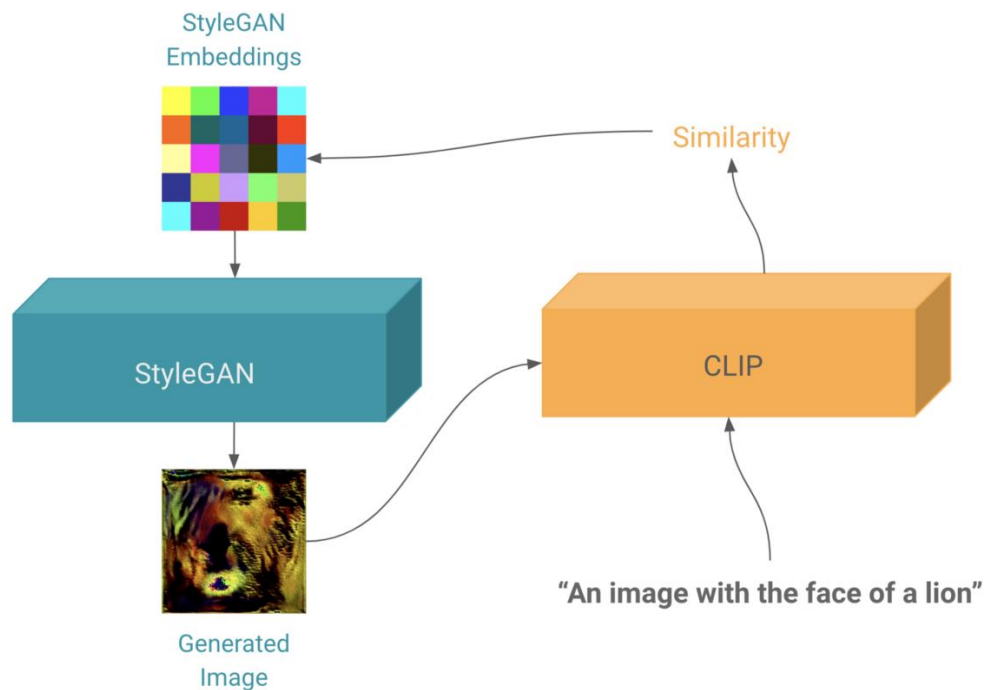 StyleGAN
Embeddings
Similarity
StyleGAN
CLIP
“An image with the face of a lion”
Generated
Image